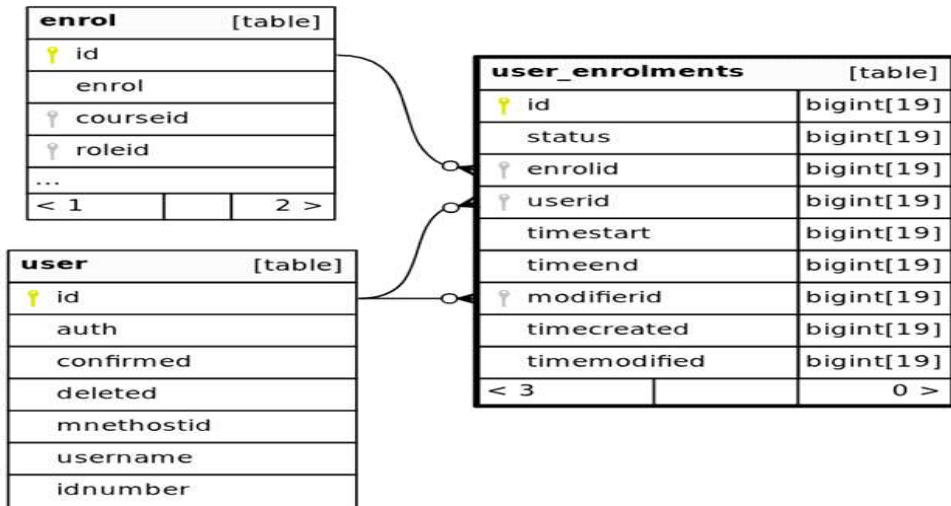 enrol [table]
id
enrol
courseid
roleid
...
< 1 2 >
user_enrolments [table]
id bigint[19]
status bigint[19]
enrolid bigint[19]
userid bigint[19]
timestart bigint[19]
timeend bigint[19]
modifierid bigint[19]
timecreated bigint[19]
timemodified bigint[19]
< 3 0 >
user [table]
id
auth
confirmed
deleted
mnethostid
username
idnumber